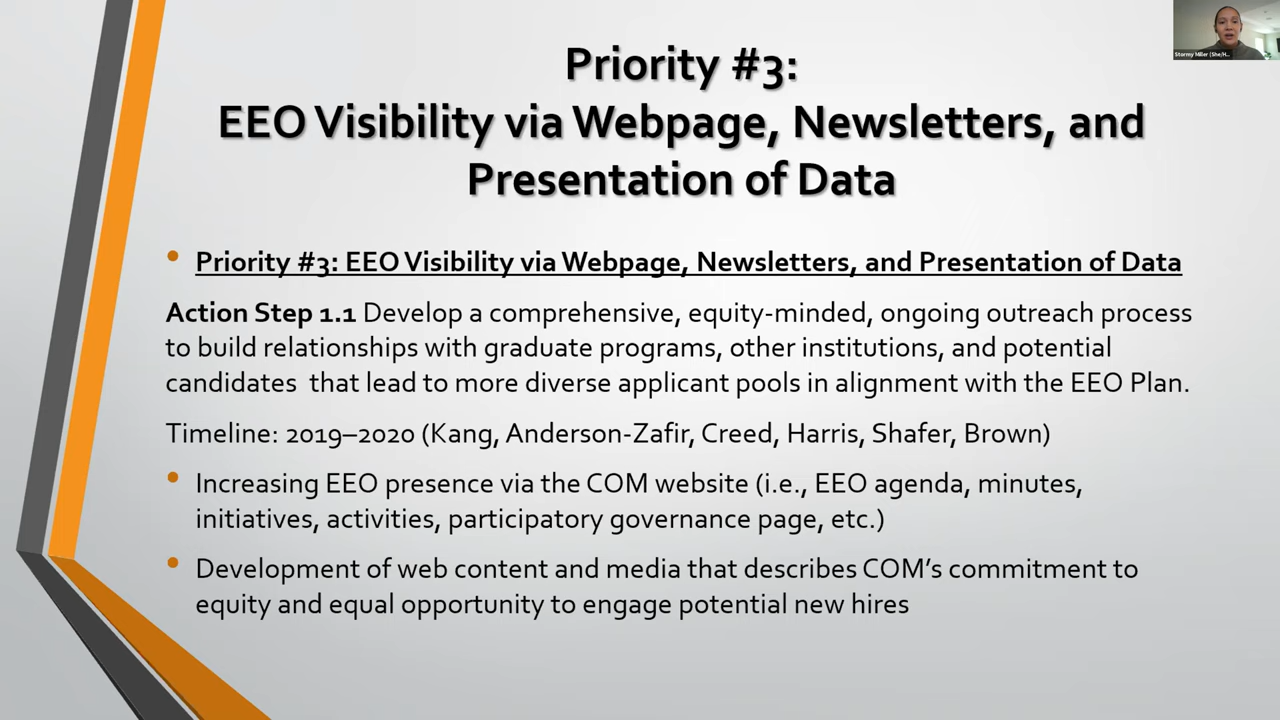 Priority #3:
EEO Visibility via Webpage, Newsletters, and
Presentation of Data
Stormy Miller (She/H...
• Priority #3: EEO Visibility via Webpage, Newsletters, and Presentation of Data
Action Step 1.1 Develop a comprehensive, equity-minded, ongoing outreach process
to build relationships with graduate programs, other institutions, and potential
candidates that lead to more diverse applicant pools in alignment with the EEO Plan.
Timeline: 2019–2020 (Kang, Anderson-Zafir, Creed, Harris, Shafer, Brown)
• Increasing EEO presence via the COM website (i.e., EEO agenda, minutes,
initiatives, activities, participatory governance page, etc.)
• Development of web content and media that describes COM's commitment to
equity and equal opportunity to engage potential new hires